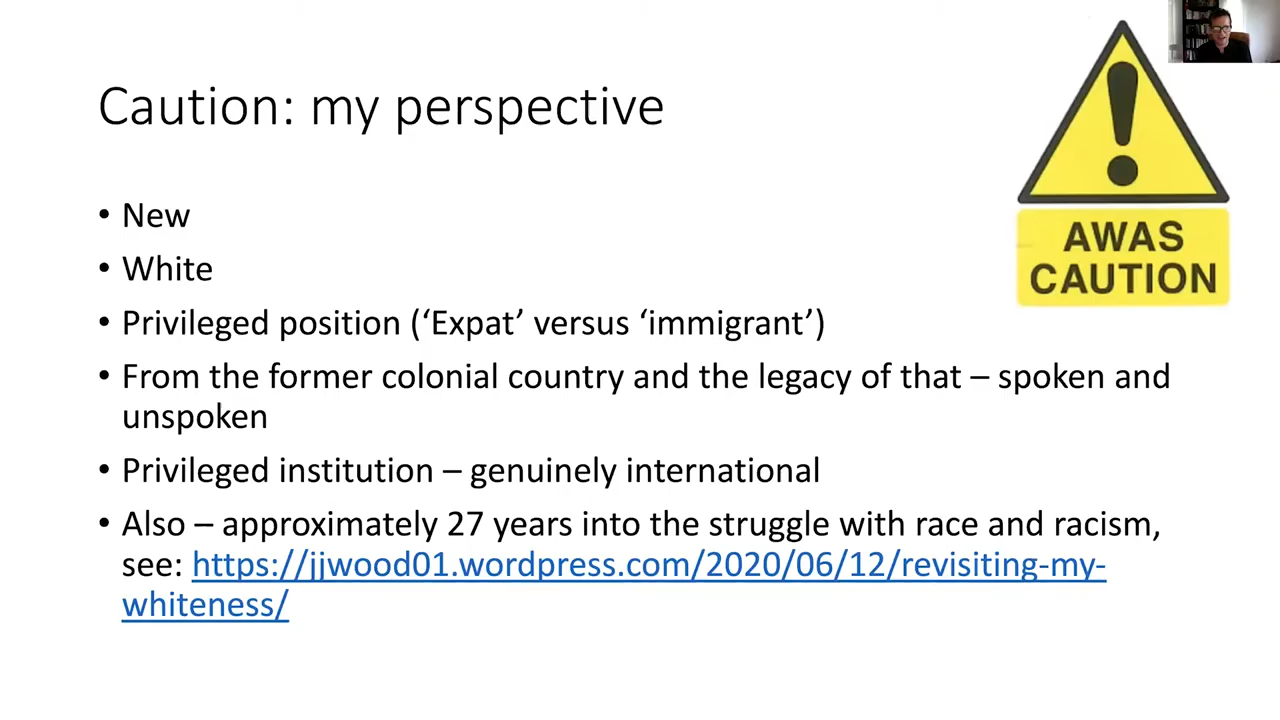 Caution: my perspective
AWAS
CAUTION
• New
• White
• Privileged position (‘Expat’ versus ‘immigrant’)
• From the former colonial country and the legacy of that – spoken and
unspoken
• Privileged institution – genuinely international
• Also – approximately 27 years into the struggle with race and racism,
see: https://jjwood01.wordpress.com/2020/06/12/revisiting-my-
whiteness/